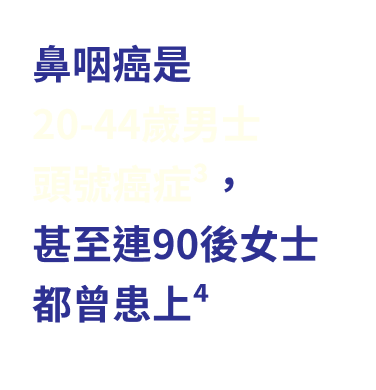 鼻咽癌是
20-44歲男士
頭號癌症³，
甚至連90後女士
都曾患上⁴